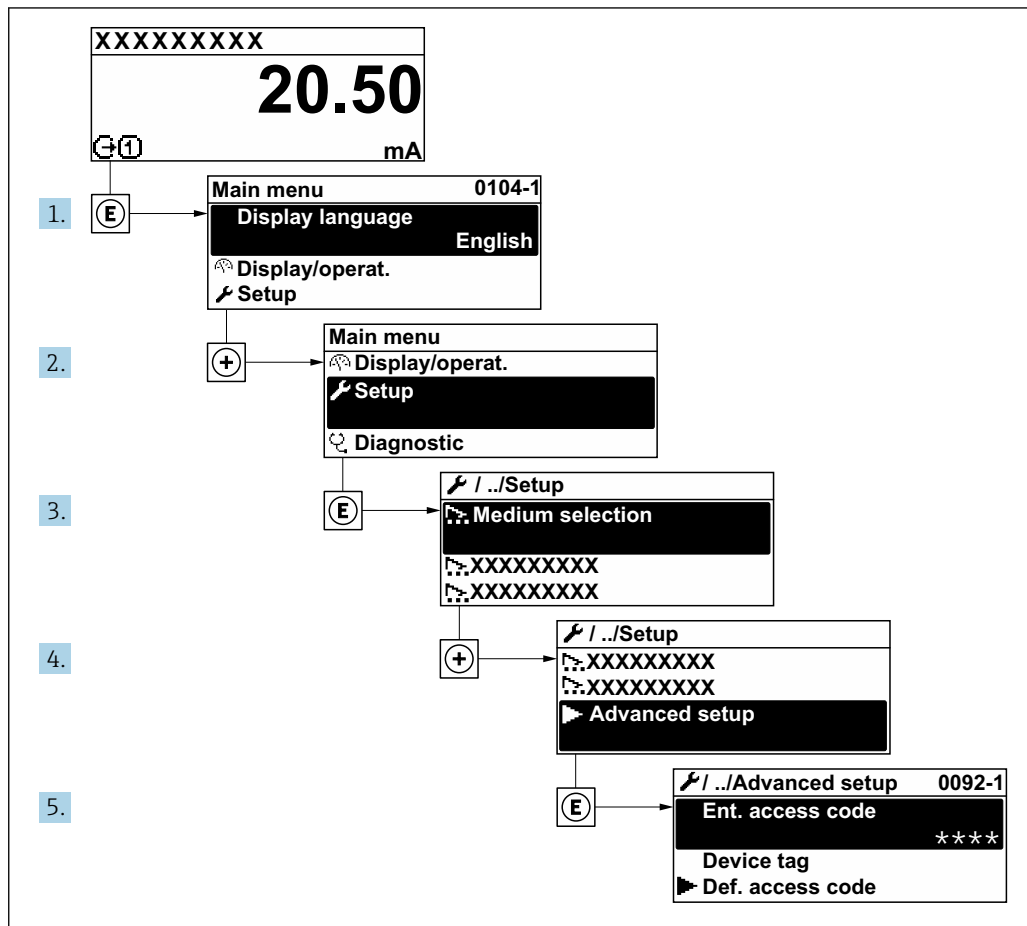 XXXXXXXXX
20.50
mA
1
1.
E
Main menu 0104-1
Display language
English
Display/operat.
Setup
2.
+
Main menu
Display/operat.
Setup
Diagnostic
3.
E
/ ../Setup
Medium selection
XXXXXXXXX
XXXXXXXXX
4.
+
/ ../Setup
XXXXXXXXX
XXXXXXXXX
Advanced setup
5.
E
/ ../Advanced setup 0092-1
Ent. access code
****
Device tag
Def. access code